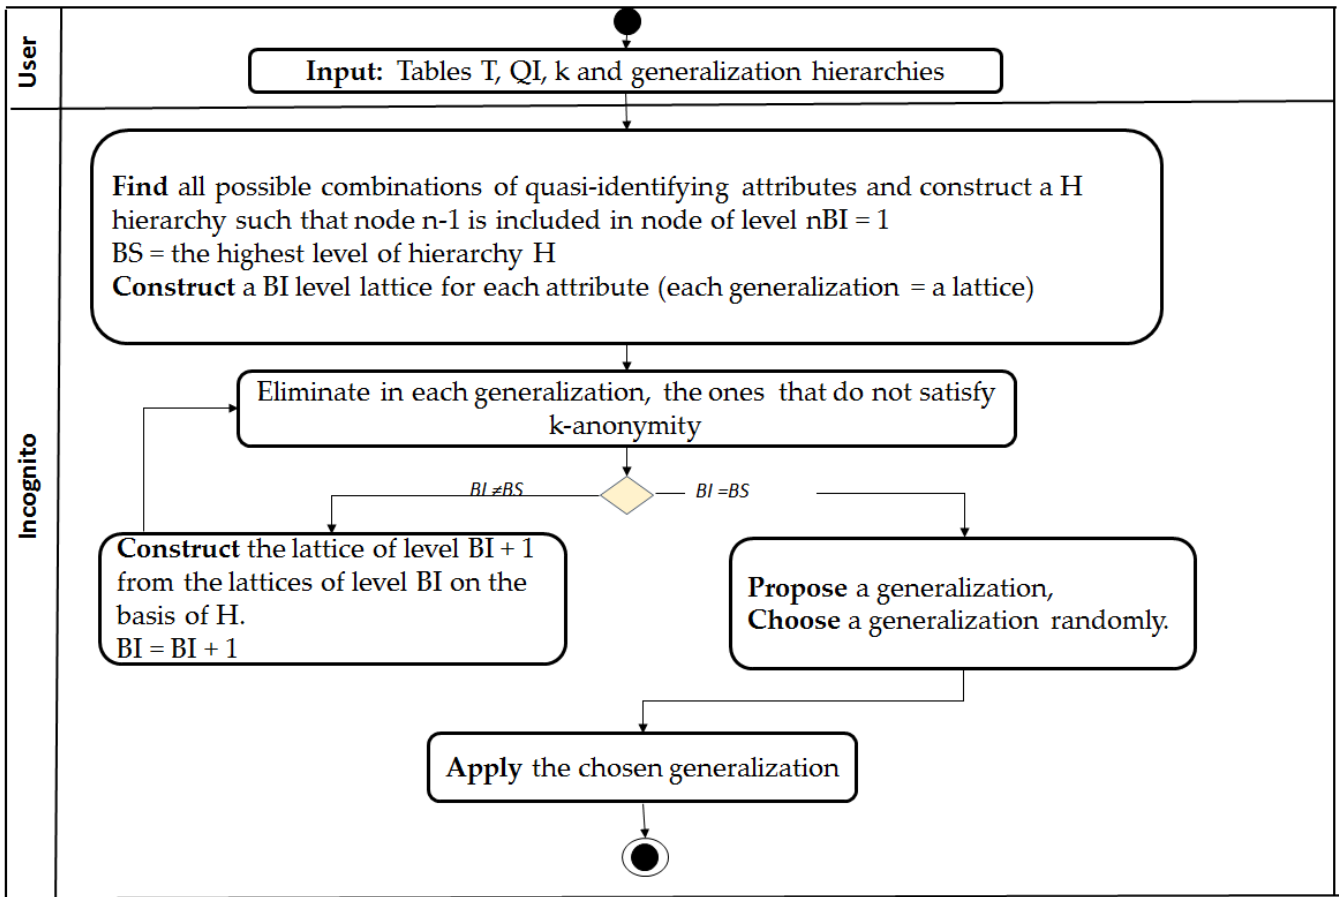 User
Input: Tables T, QI, k and generalization hierarchies
Incognito
Find all possible combinations of quasi-identifying attributes and construct a H
hierarchy such that node n-1 is included in node of level nBI = 1
BS = the highest level of hierarchy H
Construct a BI level lattice for each attribute (each generalization = a lattice)
Eliminate in each generalization, the ones that do not satisfy
k-anonymity
BI ≠BS
BI =BS
Construct the lattice of level BI + 1
from the lattices of level BI on the
basis of H.
BI = BI + 1
Propose a generalization,
Choose a generalization randomly.
Apply the chosen generalization